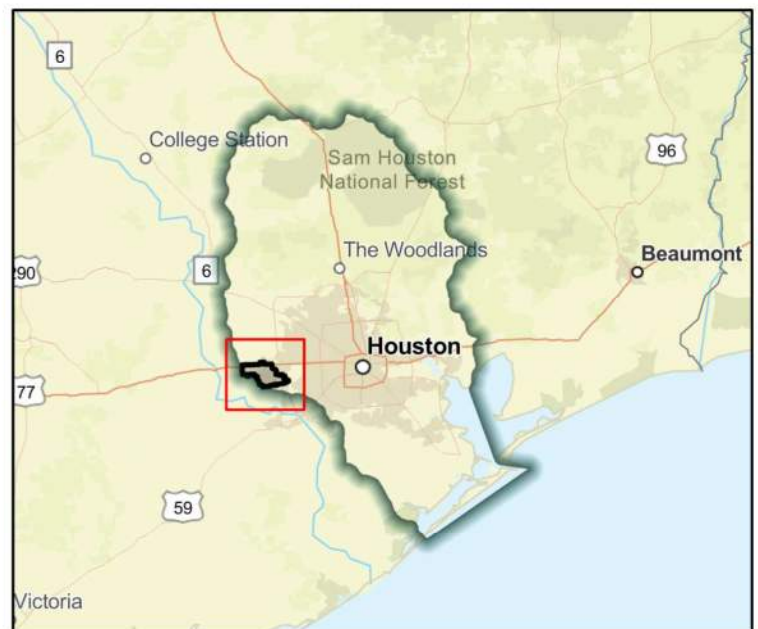 6
College Station
Sam Houston
National Forest
96
The Woodlands
Beaumont
290
6
Houston
77
59
Victoria